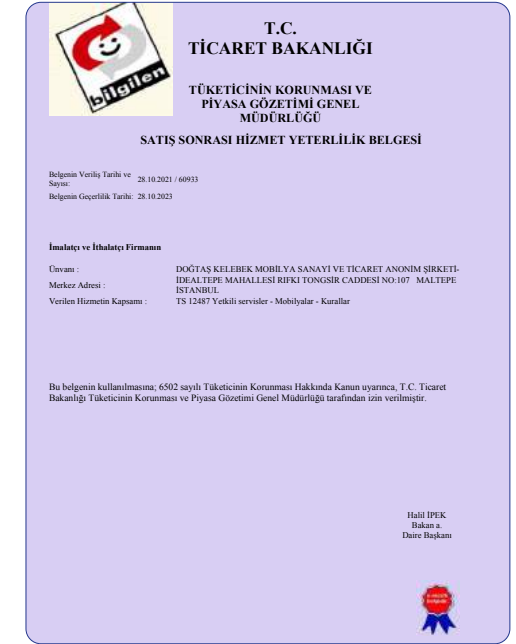 bilgilen
T.C.
TİCARET BAKANLIĞI
TÜKETİCİNİN KORUNMASI VE
PİYASA GÖZETİMİ GENEL
MÜDÜRLÜĞÜ
SATIŞ SONRASI HİZMET YETERLİLİK BELGESİ
Belgenin Veriliş Tarihi ve
Sayısı: 28.10.2021 / 60933
Belgenin Geçerlilik Tarihi: 28.10.2023
İmalatçı ve İthalatçı Firmanın
Ünvanı : DOĞTAŞ KELEBEK MOBİLYA SANAYİ VE TİCARET ANONİM ŞİRKETİ-
Merkez Adresi : İDEALTEPE MAHALLESİ RIFKI TONGSİR CADDESİ NO:107 MALTEPE
İSTANBUL
Verilen Hizmetin Kapsamı : TS 12487 Yetkili servisler - Mobilyalar - Kurallar
Bu belgenin kullanılmasına; 6502 sayılı Tüketicinin Korunması Hakkında Kanun uyarınca, T.C. Ticaret
Bakanlığı Tüketicinin Korunması ve Piyasa Gözetimi Genel Müdürlüğü tarafından izin verilmiştir.
Halil İPEK
Bakan a.
Daire Başkanı